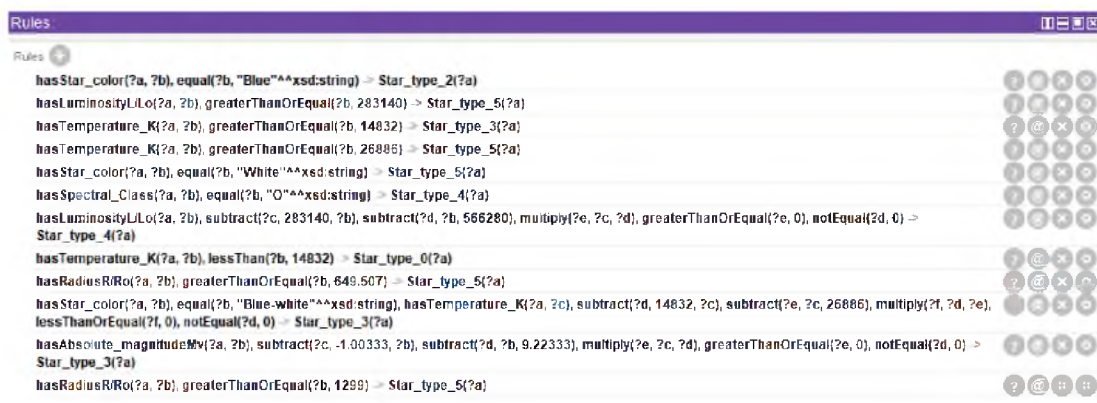 Rules:
Rules
hasStar_color(?a, ?b), equal(?b, "Blue"^^xsd:string) -> Star_type_2(?a)
hasLuminosityL/Lo(?a, ?b), greaterThanOrEqual(?b, 283140) -> Star_type_5(?a)
hasTemperature_K(?a, ?b), greaterThanOrEqual(?b, 14832) -> Star_type_3(?a)
hasTemperature_K(?a, ?b), greaterThanOrEqual(?b, 26886) -> Star_type_5(?a)
hasStar_color(?a, ?b), equal(?b, "White"^^xsd:string) -> Star_type_5(?a)
hasSpectral_Class(?a, ?b), equal(?b, "O"^^xsd:string) -> Star_type_4(?a)
hasLuminosityL/Lo(?a, ?b), subtract(?c, 283140, ?b), subtract(?d, ?b, 566280), multiply(?e, ?c, ?d), greaterThanOrEqual(?e, 0), notEqual(?d, 0) ->
Star_type_4(?a)
hasTemperature_K(?a, ?b), lessThan(?b, 14832) -> Star_type_0(?a)
hasRadiusR/Ro(?a, ?b), greaterThanOrEqual(?b, 649.507) -> Star_type_5(?a)
hasStar_color(?a, ?b), equal(?b, "Blue-white"^^xsd:string), hasTemperature_K(?a, ?c), subtract(?d, 14832, ?c), subtract(?e, ?c, 26886), multiply(?f, ?d, ?e),
lessThanOrEqual(?f, 0), notEqual(?d, 0) -> Star_type_3(?a)
hasAbsolute_magnitudeMv(?a, ?b), subtract(?c, -1.00333, ?b), subtract(?d, ?b, 9.22333), multiply(?e, ?c, ?d), greaterThanOrEqual(?e, 0), notEqual(?d, 0) ->
Star_type_3(?a)
hasRadiusR/Ro(?a, ?b), greaterThanOrEqual(?b, 1299) -> Star_type_5(?a)